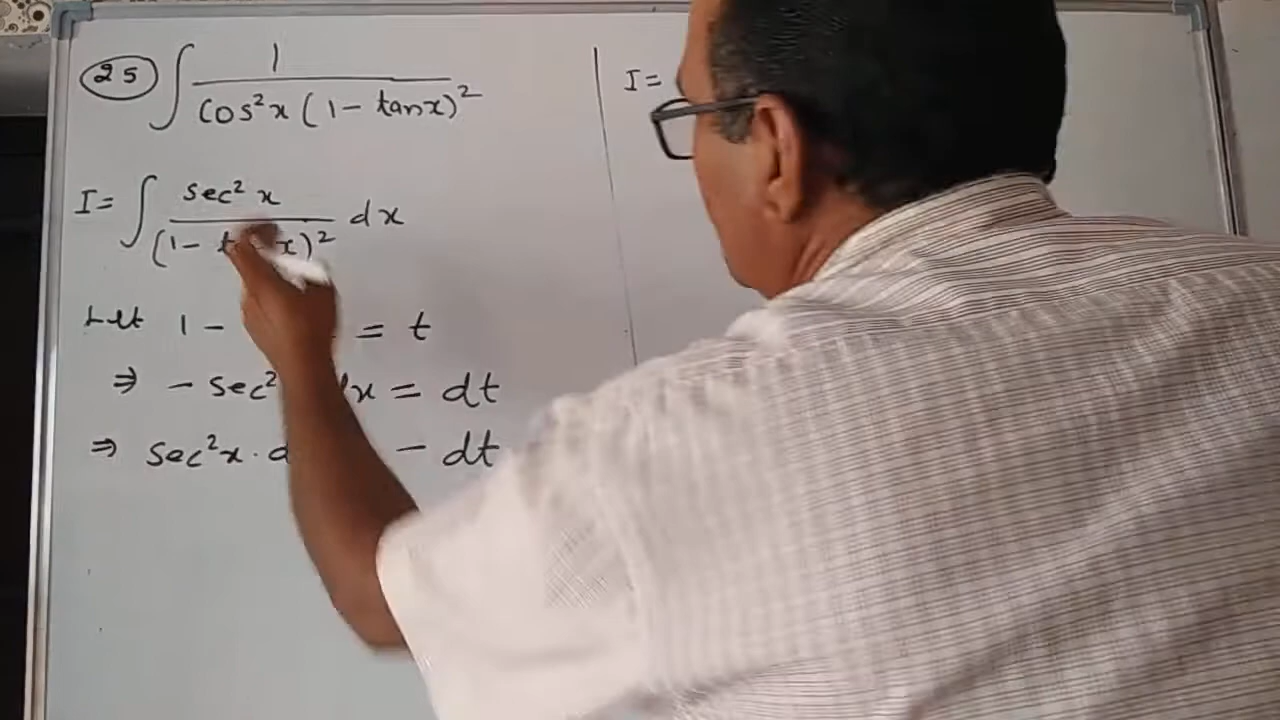 25 ∫ 1 / cos²x (1 - tanx)²
I = ∫ sec²x / (1 - t x)² dx
Let 1 - = t
⇒ - sec² dx = dt
⇒ sec²x · d - dt
I =